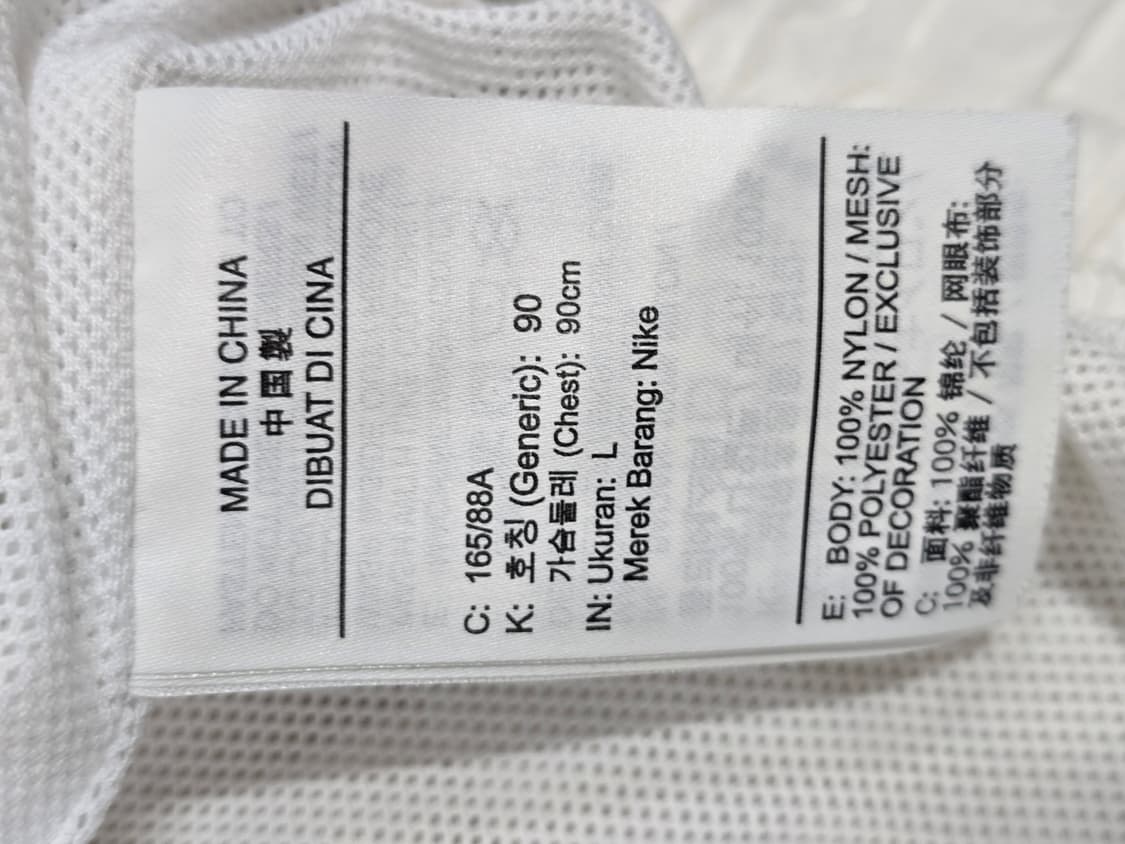 MADE IN CHINA
中国製
DIBUAT DI CINA
C: 165/88A
K: 호칭 (Generic): 90
가슴둘레 (Chest): 90cm
IN: Ukuran: L
Merek Barang: Nike
E: BODY: 100% NYLON / MESH:
100% POLYESTER / EXCLUSIVE
OF DECORATION
C: 面料: 100% 锦纶 / 网眼布:
100% 聚酯纤维 / 不包括装饰部分
及非纤维物质